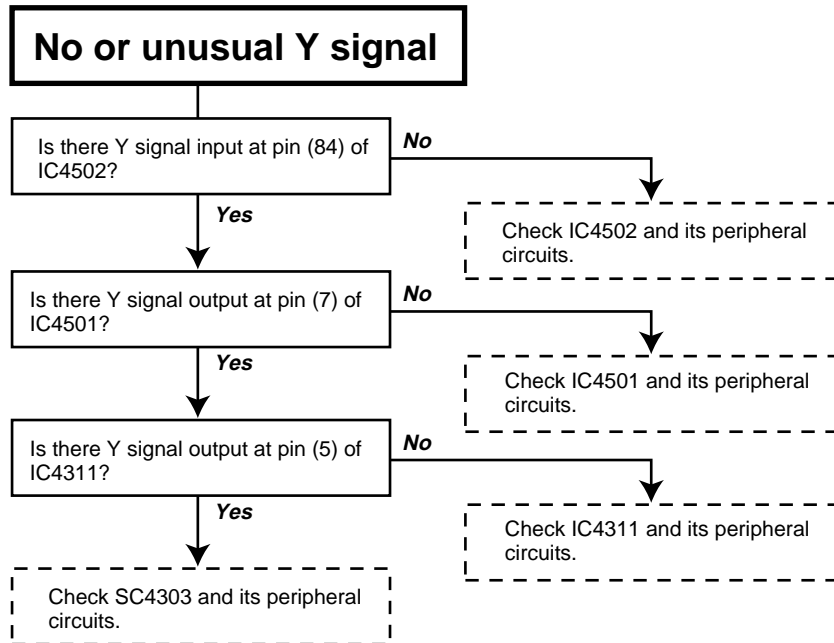 No or unusual Y signal
Is there Y signal input at pin (84) of
IC4502?
No
Yes
Check IC4502 and its peripheral
circuits.
Is there Y signal output at pin (7) of
IC4501?
No
Yes
Check IC4501 and its peripheral
circuits.
Is there Y signal output at pin (5) of
IC4311?
No
Yes
Check IC4311 and its peripheral
circuits.
Check SC4303 and its peripheral
circuits.